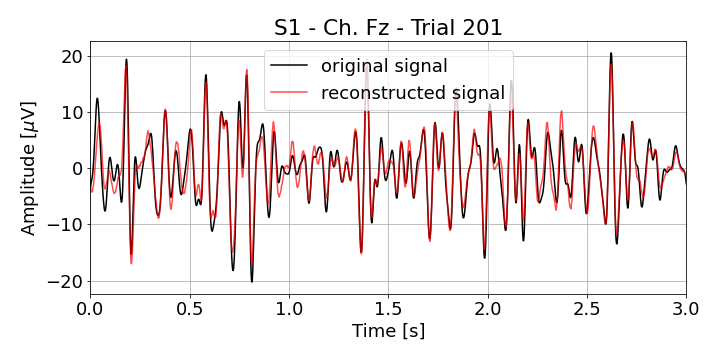 S1 - Ch. Fz - Trial 201
original signal
reconstructed signal
Amplitude [μV]
20
10
0
−10
−20
0.0 0.5 1.0 1.5 2.0 2.5 3.0
Time [s]